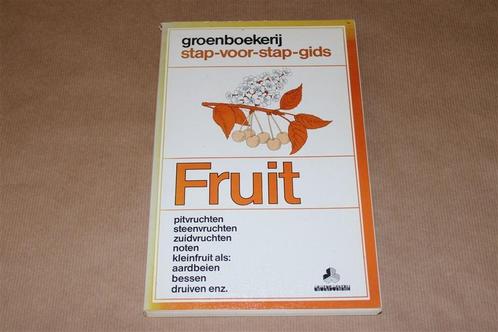 groenboekerij
stap-voor-stap-gids
Fruit
pitvruchten
steenvruchten
zuidvruchten
noten
kleinfruit als:
aardbeien
bessen
druiven enz.